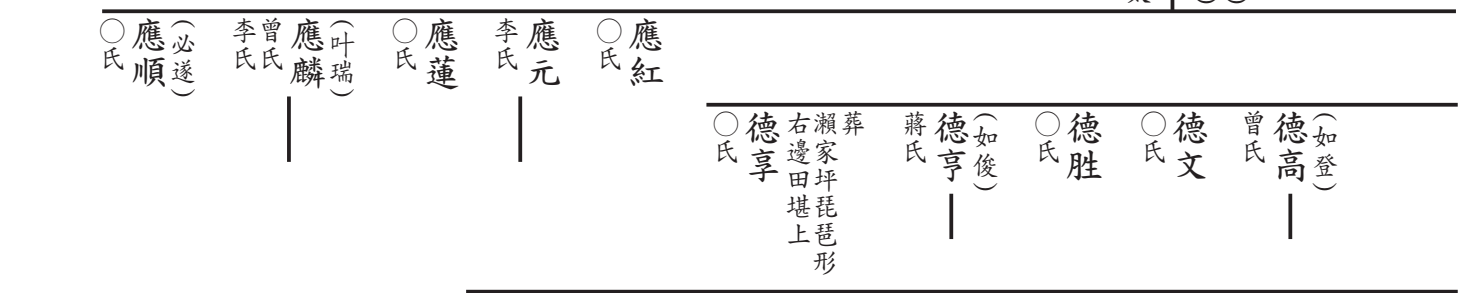 應紅
○氏
應元
李氏
應蓮
○氏
(叶瑞)
應麟
曾氏
李氏
(必遂)
應順
○氏
(如登)
德高
曾氏
德文
○氏
德胜
○氏
(如俊)
德亨
蔣氏
葬
瀨家坪琵琶形
右邊田堪上
德享
○氏